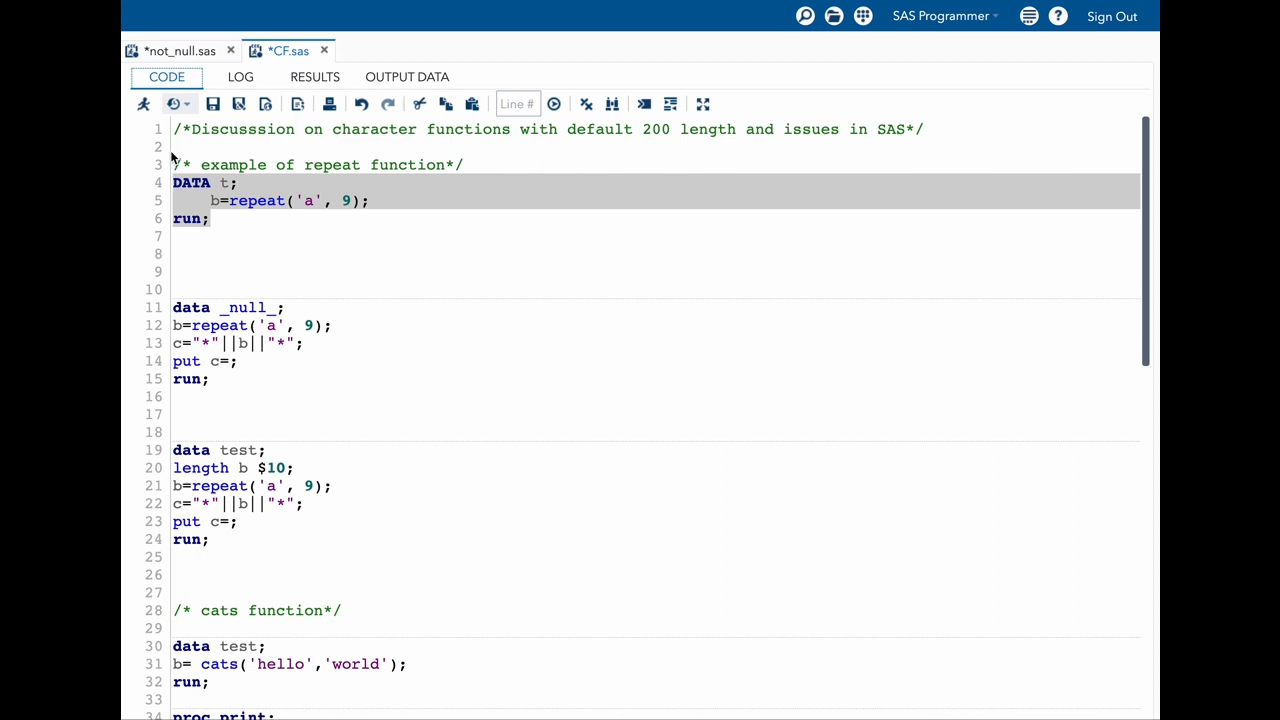 SAS Programmer
Sign Out
*not_null.sas
*CF.sas
CODE
LOG
RESULTS
OUTPUT DATA
Line #
1 /*Discusssion on character functions with default 200 length and issues in SAS*/
2
3 /* example of repeat function*/
4 DATA t;
5 b=repeat('a', 9);
6 run;
7
8
9
10
11 data _null_;
12 b=repeat('a', 9);
13 c="*"||b||"*";
14 put c=;
15 run;
16
17
18
19 data test;
20 length b $10;
21 b=repeat('a', 9);
22 c="*"||b||"*";
23 put c=;
24 run;
25
26
27
28 /* cats function*/
29
30 data test;
31 b= cats('hello','world');
32 run;
33
34 proc print;